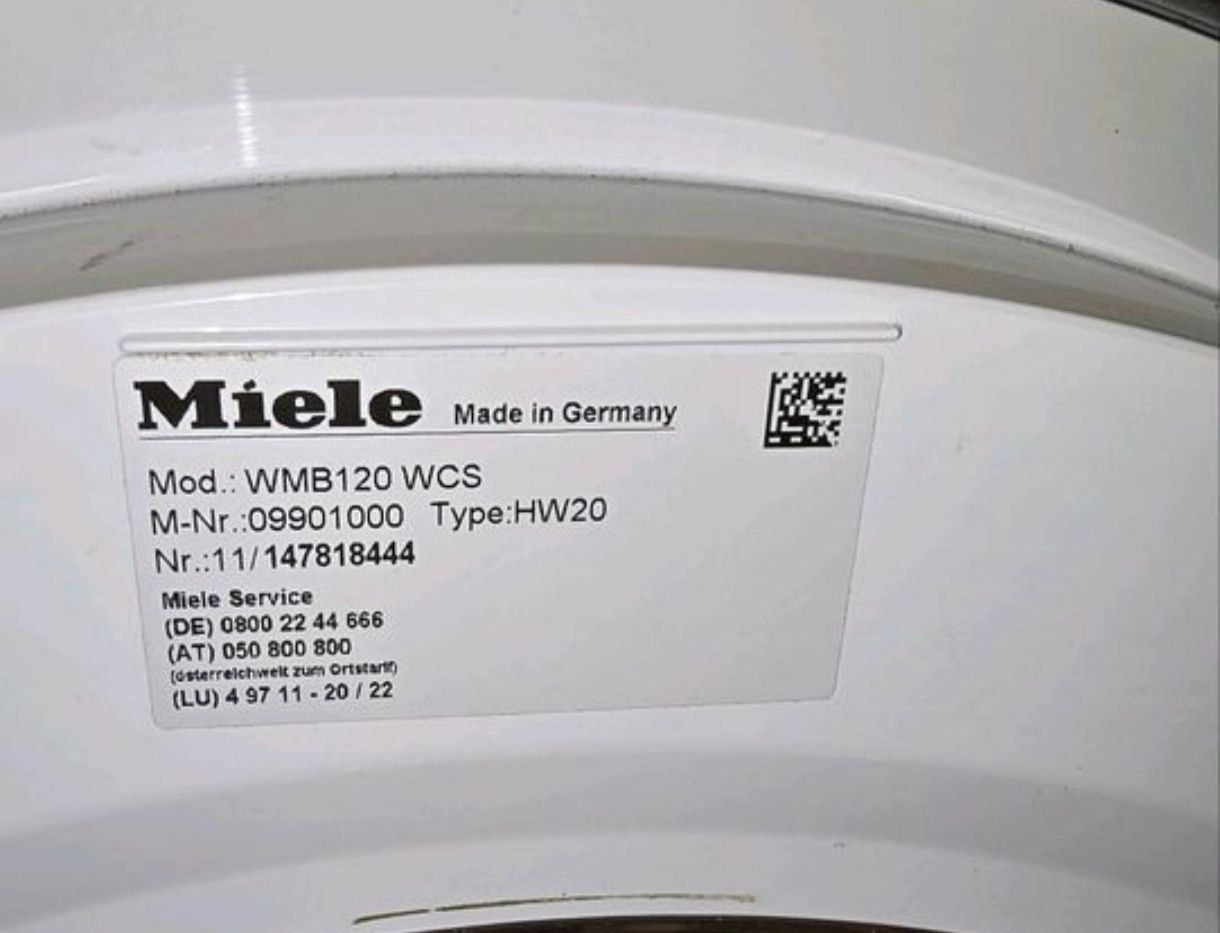 Miele Made in Germany
Mod.: WMB120 WCS
M-Nr.:09901000 Type:HW20
Nr.:11/147818444
Miele Service
(DE) 0800 22 44 666
(AT) 050 800 800
(österreichweit zum Ortstarif)
(LU) 4 97 11 - 20 / 22